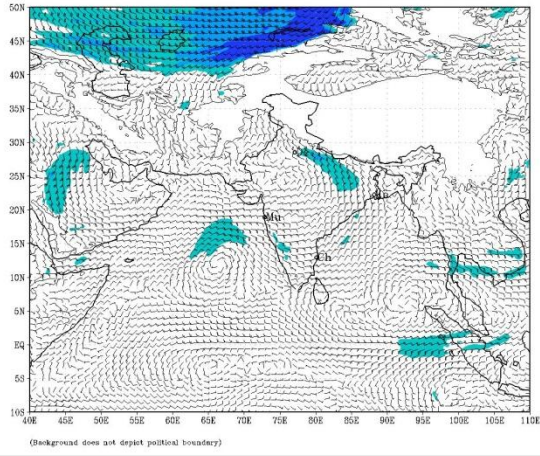 50N
45N
40N
35N
30N
25N
20N
15N
10N
5N
EQ
5S
10S
Mu
Ch
40E 45E 50E 55E 60E 65E 70E 75E 80E 85E 90E 95E 100E 105E 110E
(Background does not depict political boundary)